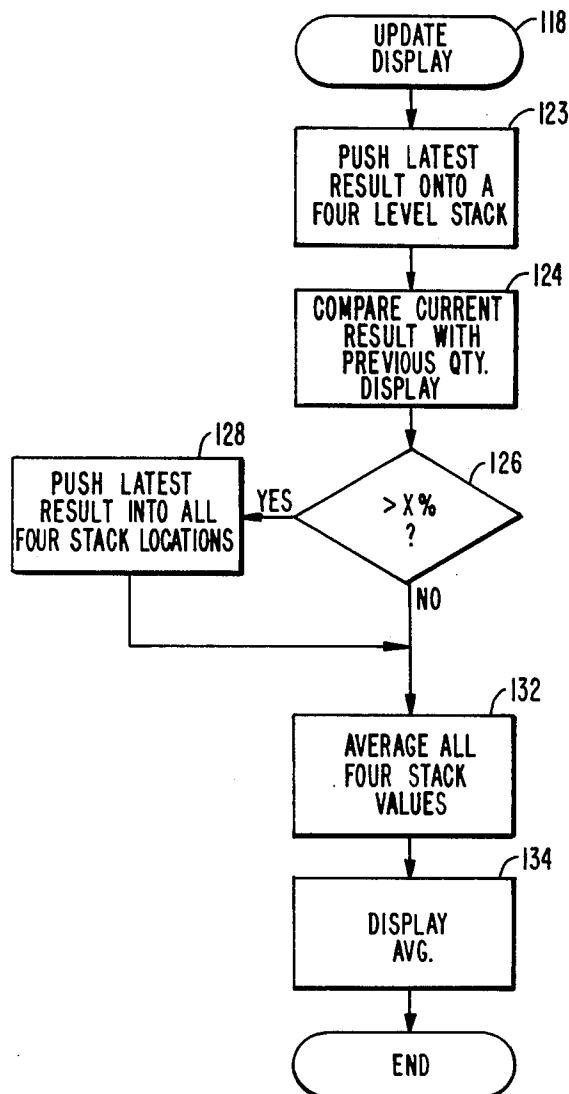 UPDATE
DISPLAY
118
123
PUSH LATEST
RESULT ONTO A
FOUR LEVEL STACK
124
COMPARE CURRENT
RESULT WITH
PREVIOUS QTY.
DISPLAY
128
PUSH LATEST
RESULT INTO ALL
FOUR STACK LOCATIONS
YES
126
> X %
?
NO
132
AVERAGE ALL
FOUR STACK
VALUES
134
DISPLAY
AVG.
END